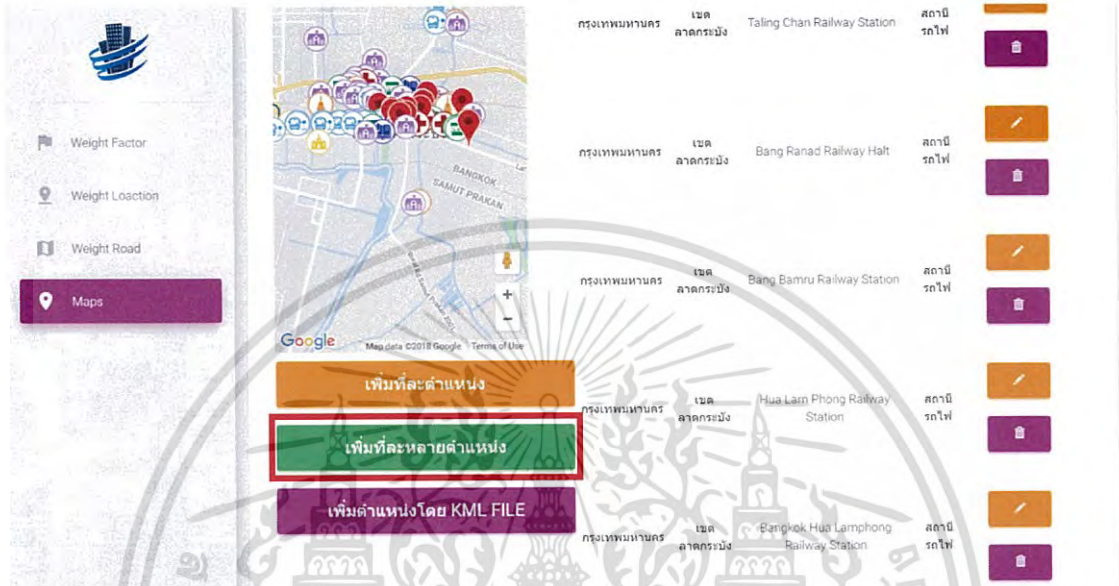 Weight Factor
Weight Loaction
Weight Road
Maps
BANGKOK
SAMUT PRAKAN
Google
Map data ©2018 Google
Terms of Use
เพิ่มที่ละตำแหน่ง
เพิ่มที่ละหลายตำแหน่ง
เพิ่มตำแหน่งโดย KML FILE
กรุงเทพมหานคร
เขต
ลาดกระบัง
Taling Chan Railway Station
สถานี
รถไฟ
กรุงเทพมหานคร
เขต
ลาดกระบัง
Bang Ranad Railway Halt
สถานี
รถไฟ
กรุงเทพมหานคร
เขต
ลาดกระบัง
Bang Bamru Railway Station
สถานี
รถไฟ
กรุงเทพมหานคร
เขต
ลาดกระบัง
Hua Lam Phong Railway
Station
สถานี
รถไฟ
กรุงเทพมหานคร
เขต
ลาดกระบัง
Bangkok Hua Lamphong
Railway Station
สถานี
รถไฟ